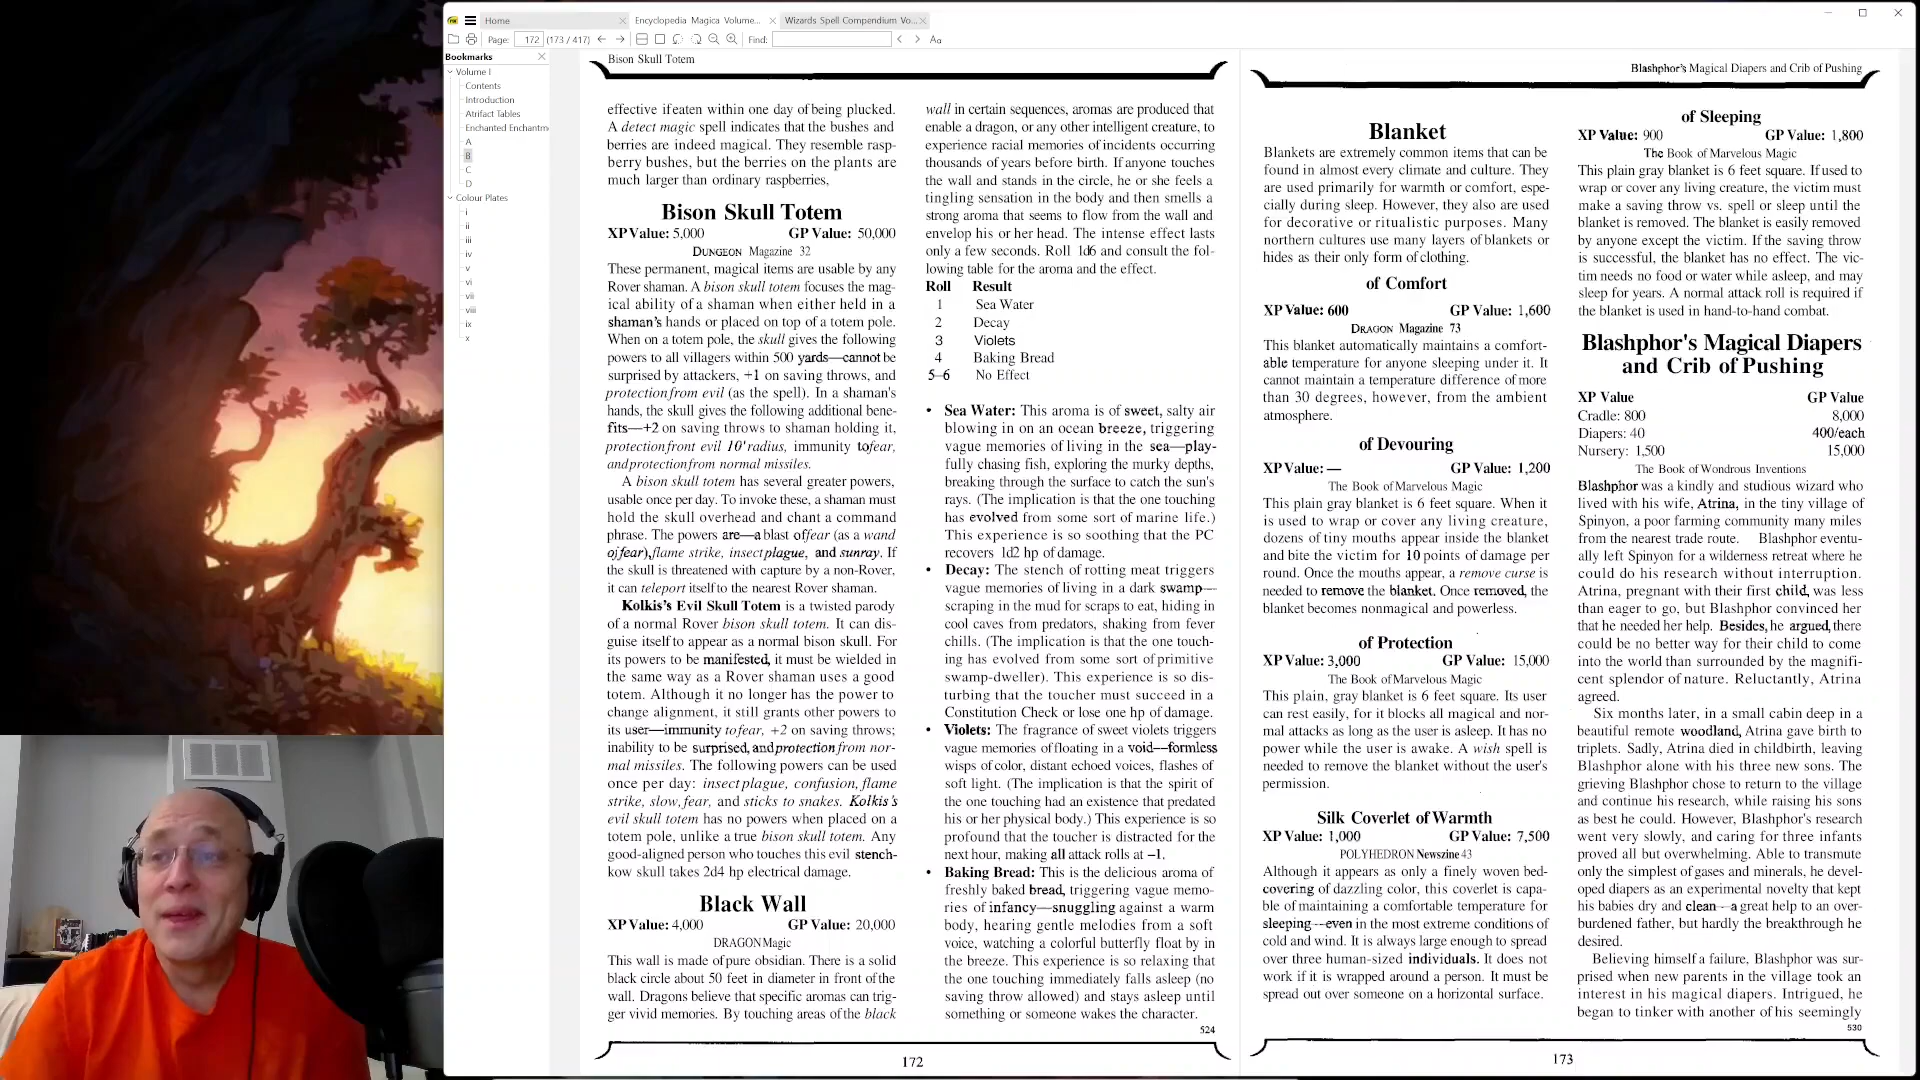 Home
Encyclopedia Magica Volume...
Wizards Spell Compendium Vo...
Page: 172 (173 / 417)
Find:
Aa
Bookmarks
Volume I
Contents
Introduction
Atrifact Tables
Enchanted Enchantm
A
B
C
D
Colour Plates
i
ii
iii
iv
v
vi
vii
viii
ix
x
Bison Skull Totem
effective if eaten within one day of being plucked.
A detect magic spell indicates that the bushes and
berries are indeed magical. They resemble rasp-
berry bushes, but the berries on the plants are
much larger than ordinary raspberries,
Bison Skull Totem
XP Value: 5,000 GP Value: 50,000
DUNGEON Magazine 32
These permanent, magical items are usable by any
Rover shaman. A bison skull totem focuses the mag-
ical ability of a shaman when either held in a
shaman's hands or placed on top of a totem pole.
When on a totem pole, the skull gives the following
powers to all villagers within 500 yards—cannot be
surprised by attackers, +1 on saving throws, and
protection from evil (as the spell). In a shaman's
hands, the skull gives the following additional bene-
fits—+2 on saving throws to shaman holding it,
protection front evil 10' radius, immunity to fear,
and protection from normal missiles.
A bison skull totem has several greater powers,
usable once per day. To invoke these, a shaman must
hold the skull overhead and chant a command
phrase. The powers are—a blast of fear (as a wand
of fear), flame strike, insect plague, and sunray. If
the skull is threatened with capture by a non-Rover,
it can teleport itself to the nearest Rover shaman.
Kolkis's Evil Skull Totem is a twisted parody
of a normal Rover bison skull totem. It can dis-
guise itself to appear as a normal bison skull. For
its powers to be manifested, it must be wielded in
the same way as a Rover shaman uses a good
totem. Although it no longer has the power to
change alignment, it still grants other powers to
its user—immunity to fear, +2 on saving throws;
inability to be surprised, and protection from nor-
mal missiles. The following powers can be used
once per day: insect plague, confusion, flame
strike, slow, fear, and sticks to snakes. Kolkis's
evil skull totem has no powers when placed on a
totem pole, unlike a true bison skull totem. Any
good-aligned person who touches this evil stench-
kow skull takes 2d4 hp electrical damage.
Black Wall
XP Value: 4,000 GP Value: 20,000
DRAGON Magic
This wall is made of pure obsidian. There is a solid
black circle about 50 feet in diameter in front of the
wall. Dragons believe that specific aromas can trig-
ger vivid memories. By touching areas of the black
wall in certain sequences, aromas are produced that
enable a dragon, or any other intelligent creature, to
experience racial memories of incidents occurring
thousands of years before birth. If anyone touches
the wall and stands in the circle, he or she feels a
tingling sensation in the body and then smells a
strong aroma that seems to flow from the wall and
envelop his or her head. The intense effect lasts
only a few seconds. Roll 1d6 and consult the fol-
lowing table for the aroma and the effect.
Roll Result
1 Sea Water
2 Decay
3 Violets
4 Baking Bread
5–6 No Effect
• Sea Water: This aroma is of sweet, salty air
blowing in on an ocean breeze, triggering
vague memories of living in the sea—play-
fully chasing fish, exploring the murky depths,
breaking through the surface to catch the sun's
rays. (The implication is that the one touching
has evolved from some sort of marine life.)
This experience is so soothing that the PC
recovers 1d2 hp of damage.
• Decay: The stench of rotting meat triggers
vague memories of living in a dark swamp—
scraping in the mud for scraps to eat, hiding in
cool caves from predators, shaking from fever
chills. (The implication is that the one touch-
ing has evolved from some sort of primitive
swamp-dweller). This experience is so dis-
turbing that the toucher must succeed in a
Constitution Check or lose one hp of damage.
• Violets: The fragrance of sweet violets triggers
vague memories of floating in a void—formless
wisps of color, distant echoed voices, flashes of
soft light. (The implication is that the spirit of
the one touching had an existence that predated
his or her physical body.) This experience is so
profound that the toucher is distracted for the
next hour, making all attack rolls at –1.
• Baking Bread: This is the delicious aroma of
freshly baked bread, triggering vague memo-
ries of infancy—snuggling against a warm
body, hearing gentle melodies from a soft
voice, watching a colorful butterfly float by in
the breeze. This experience is so relaxing that
the one touching immediately falls asleep (no
saving throw allowed) and stays asleep until
something or someone wakes the character.
524
172
Blashphor's Magical Diapers and Crib of Pushing
Blanket
Blankets are extremely common items that can be
found in almost every climate and culture. They
are used primarily for warmth or comfort, espe-
cially during sleep. However, they also are used
for decorative or ritualistic purposes. Many
northern cultures use many layers of blankets or
hides as their only form of clothing.
of Comfort
XP Value: 600 GP Value: 1,600
DRAGON Magazine 73
This blanket automatically maintains a comfort-
able temperature for anyone sleeping under it. It
cannot maintain a temperature difference of more
than 30 degrees, however, from the ambient
atmosphere.
of Devouring
XP Value: — GP Value: 1,200
The Book of Marvelous Magic
This plain gray blanket is 6 feet square. When it
is used to wrap or cover any living creature,
dozens of tiny mouths appear inside the blanket
and bite the victim for 10 points of damage per
round. Once the mouths appear, a remove curse is
needed to remove the blanket. Once removed, the
blanket becomes nonmagical and powerless.
of Protection
XP Value: 3,000 GP Value: 15,000
The Book of Marvelous Magic
This plain, gray blanket is 6 feet square. Its user
can rest easily, for it blocks all magical and nor-
mal attacks as long as the user is asleep. It has no
power while the user is awake. A wish spell is
needed to remove the blanket without the user's
permission.
Silk Coverlet of Warmth
XP Value: 1,000 GP Value: 7,500
POLYHEDRON Newszine 43
Although it appears as only a finely woven bed-
covering of dazzling color, this coverlet is capa-
ble of maintaining a comfortable temperature for
sleeping—even in the most extreme conditions of
cold and wind. It is always large enough to spread
over three human-sized individuals. It does not
work if it is wrapped around a person. It must be
spread out over someone on a horizontal surface.
of Sleeping
XP Value: 900 GP Value: 1,800
The Book of Marvelous Magic
This plain gray blanket is 6 feet square. If used to
wrap or cover any living creature, the victim must
make a saving throw vs. spell or sleep until the
blanket is removed. The blanket is easily removed
by anyone except the victim. If the saving throw
is successful, the blanket has no effect. The vic-
tim needs no food or water while asleep, and may
sleep for years. A normal attack roll is required if
the blanket is used in hand-to-hand combat.
Blashphor's Magical Diapers
and Crib of Pushing
XP Value GP Value
Cradle: 800 8,000
Diapers: 40 400/each
Nursery: 1,500 15,000
The Book of Wondrous Inventions
Blashphor was a kindly and studious wizard who
lived with his wife, Atrina, in the tiny village of
Spinyon, a poor farming community many miles
from the nearest trade route. Blashphor eventu-
ally left Spinyon for a wilderness retreat where he
could do his research without interruption.
Atrina, pregnant with their first child, was less
than eager to go, but Blashphor convinced her
that he needed her help. Besides, he argued, there
could be no better way for their child to come
into the world than surrounded by the magnifi-
cent splendor of nature. Reluctantly, Atrina
agreed.
Six months later, in a small cabin deep in a
beautiful remote woodland, Atrina gave birth to
triplets. Sadly, Atrina died in childbirth, leaving
Blashphor alone with his three new sons. The
grieving Blashphor chose to return to the village
and continue his research, while raising his sons
as best he could. However, Blashphor's research
went very slowly, and caring for three infants
proved all but overwhelming. Able to transmute
only the simplest of gases and minerals, he devel-
oped diapers as an experimental novelty that kept
his babies dry and clean—a great help to an over-
burdened father, but hardly the breakthrough he
desired.
Believing himself a failure, Blashphor was sur-
prised when new parents in the village took an
interest in his magical diapers. Intrigued, he
began to tinker with another of his seemingly
530
173